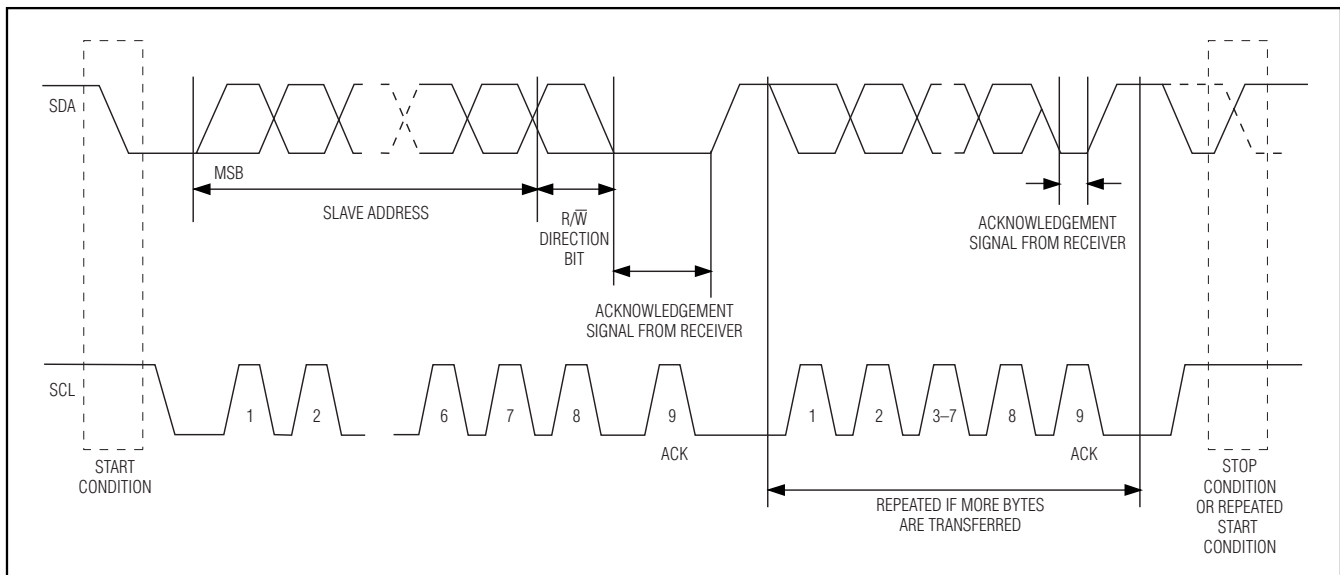 SDA
MSB
SLAVE ADDRESS
R/W̅
DIRECTION
BIT
ACKNOWLEDGEMENT
SIGNAL FROM RECEIVER
ACKNOWLEDGEMENT
SIGNAL FROM RECEIVER
SCL
1 2 6 7 8 9 1 2 3–7 8 9
ACK ACK
START
CONDITION
REPEATED IF MORE BYTES
ARE TRANSFERRED
STOP
CONDITION
OR REPEATED
START
CONDITION